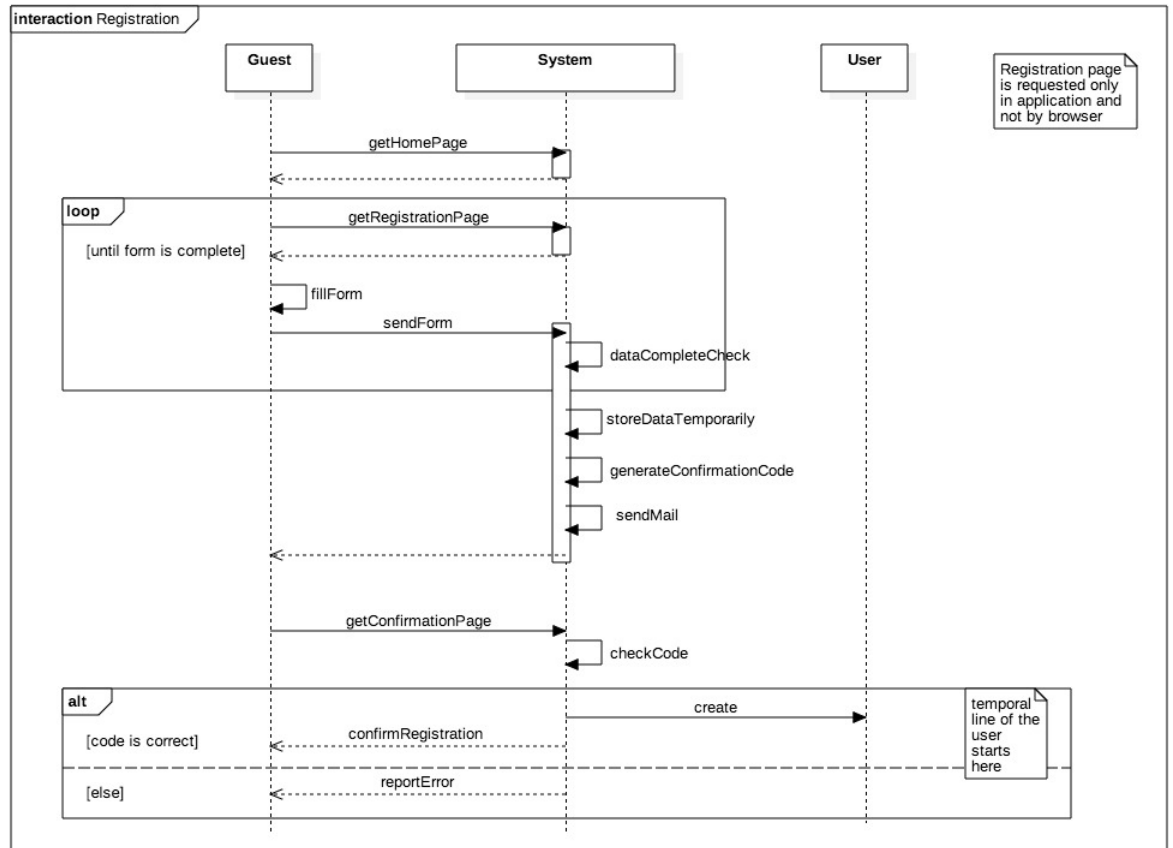 interaction Registration
Guest
System
User
Registration page
is requested only
in application and
not by browser
getHomePage
loop
getRegistrationPage
[until form is complete]
fillForm
sendForm
dataCompleteCheck
storeDataTemporarily
generateConfirmationCode
sendMail
getConfirmationPage
checkCode
alt
create
temporal
line of the
user
starts
here
[code is correct]
confirmRegistration
reportError
[else]